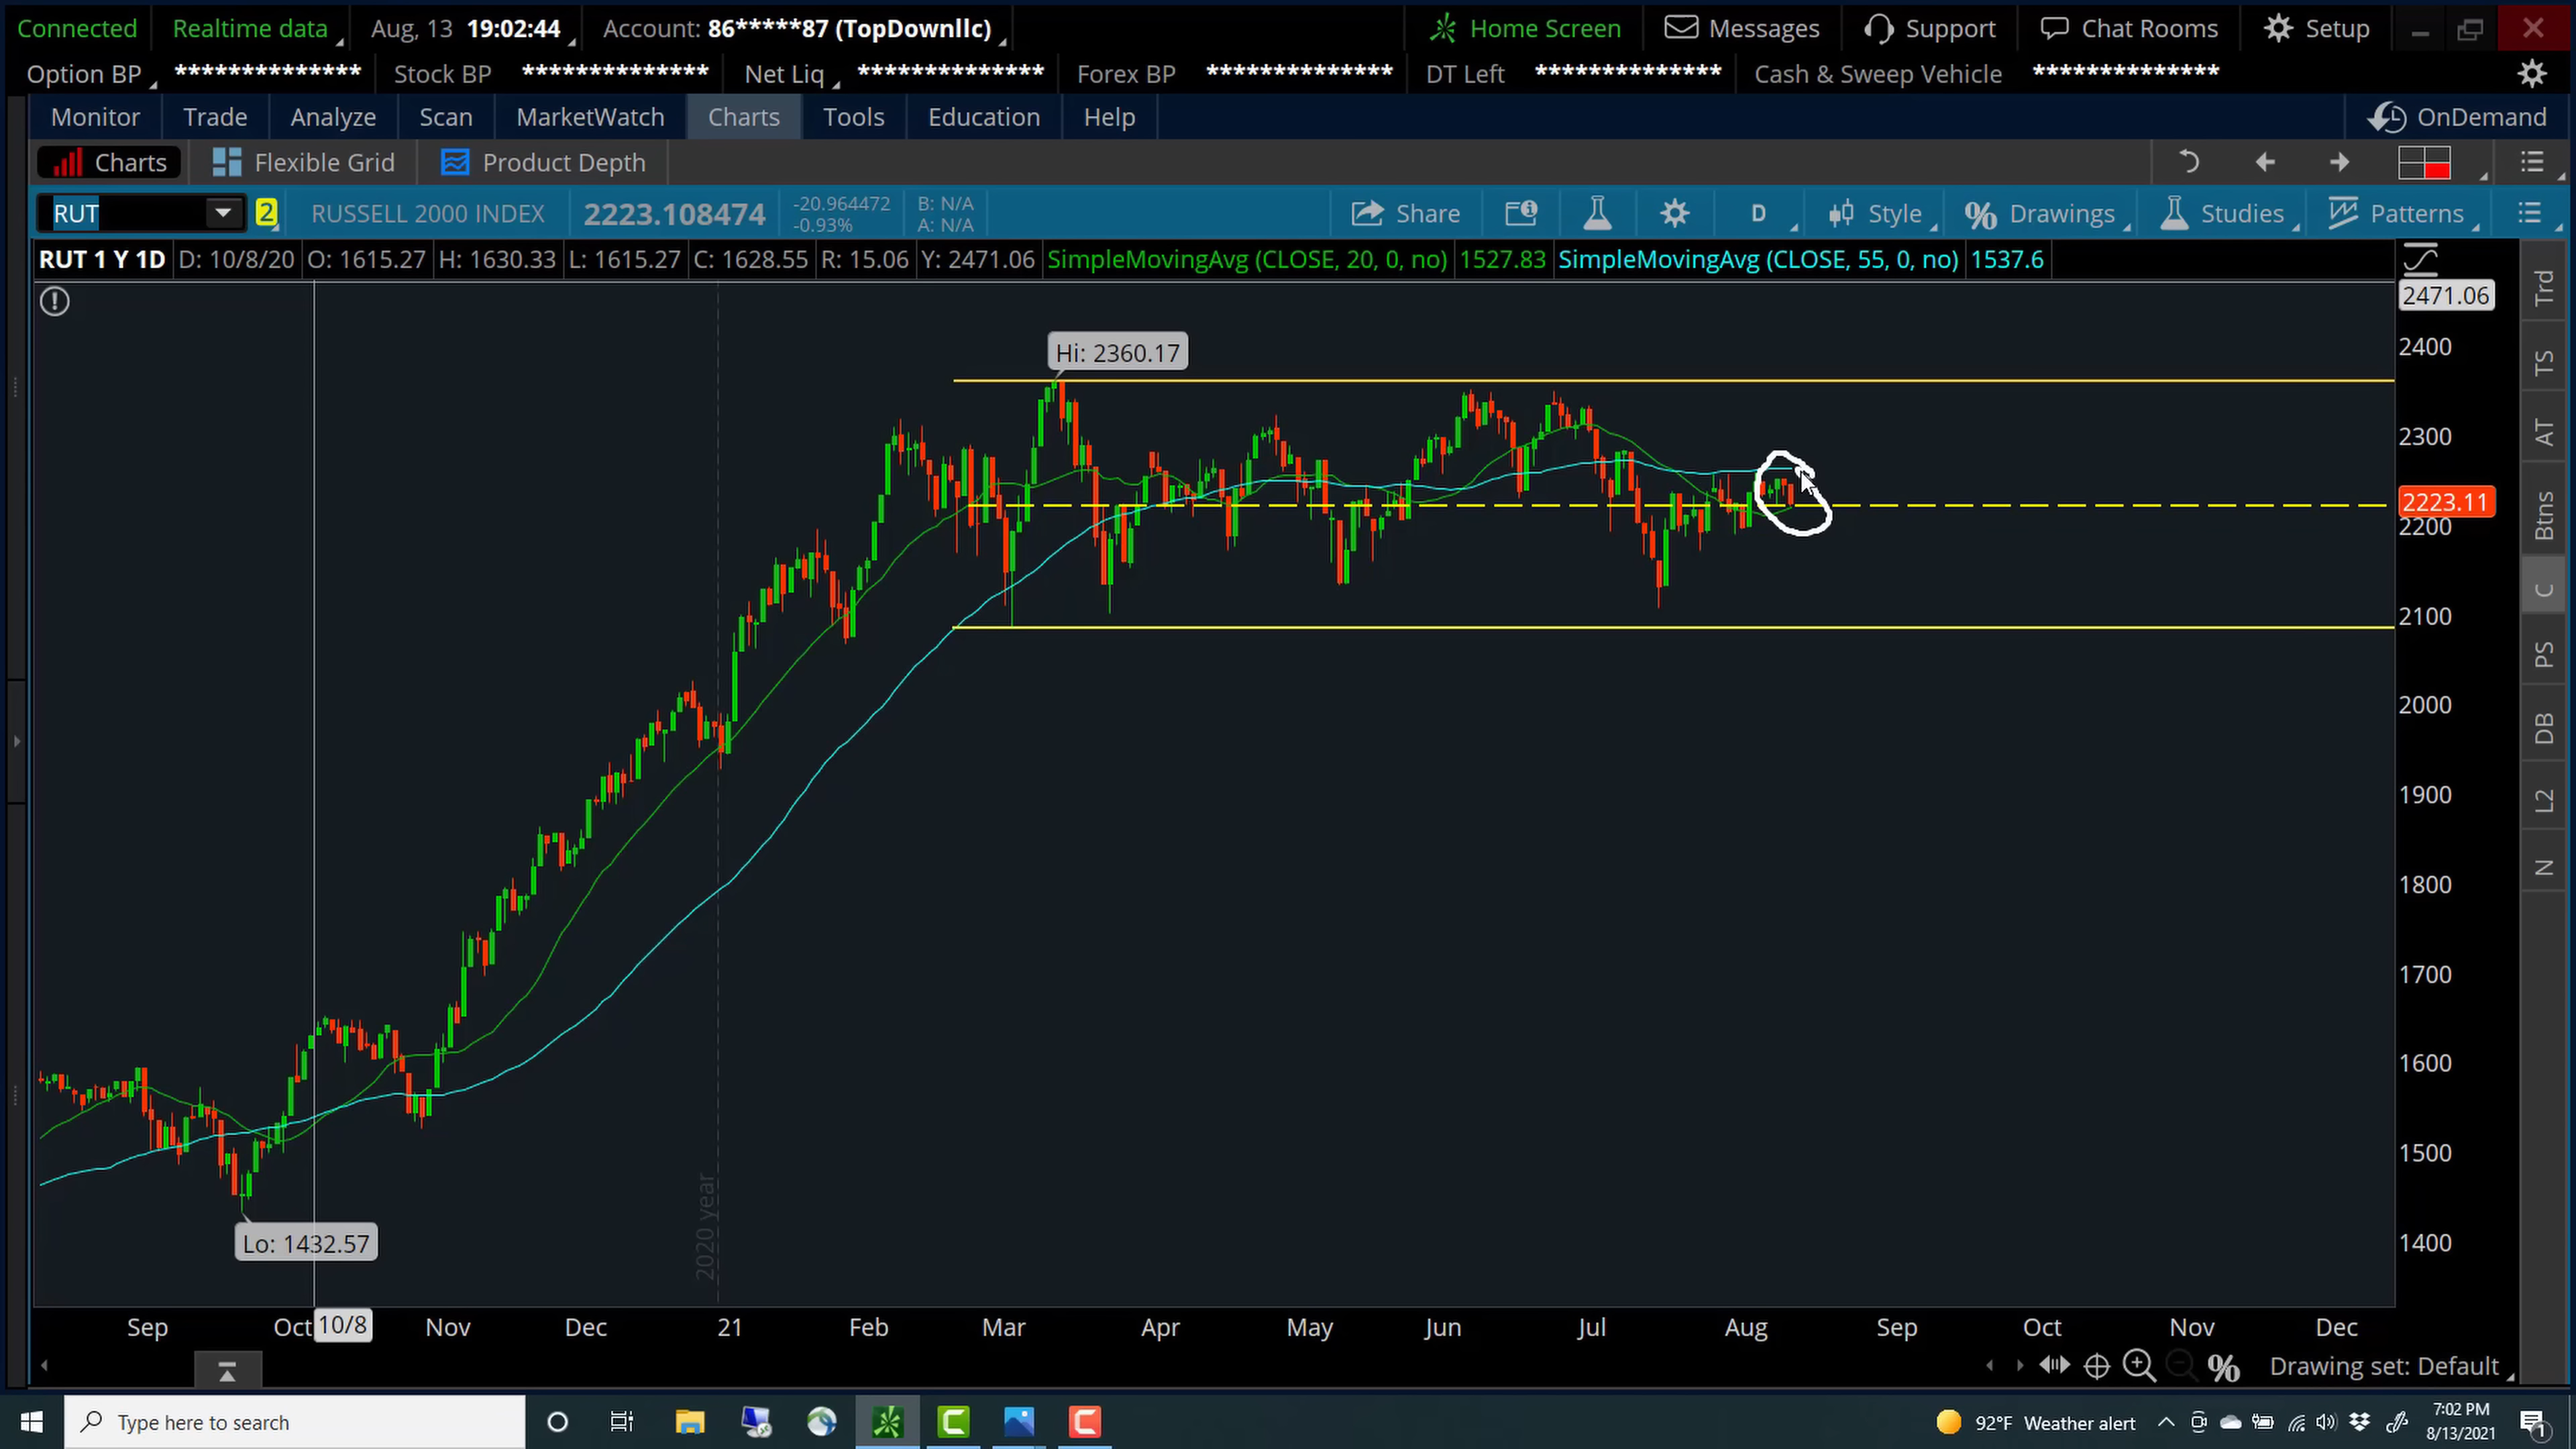 Connected Realtime data Aug, 13 19:02:44 Account: 86*****87 (TopDownllc) Home Screen Messages Support Chat Rooms Setup
Option BP ************** Stock BP ************** Net Liq ************** Forex BP ************** DT Left ************** Cash & Sweep Vehicle **************
Monitor Trade Analyze Scan MarketWatch Charts Tools Education Help OnDemand
Charts Flexible Grid Product Depth
RUT 2 RUSSELL 2000 INDEX 2223.108474 -20.964472 B: N/A Share D Style Drawings Studies Patterns
-0.93% A: N/A
RUT 1 Y 1D D: 10/8/20 O: 1615.27 H: 1630.33 L: 1615.27 C: 1628.55 R: 15.06 Y: 2471.06 SimpleMovingAvg (CLOSE, 20, 0, no) 1527.83 SimpleMovingAvg (CLOSE, 55, 0, no) 1537.6
2471.06
2400
Hi: 2360.17
2300
2223.11
2200
2100
2000
1900
1800
1700
1600
1500
1400
Lo: 1432.57
2020 year
Trd
TS
AT
Btns
C
PS
DB
L2
N
Sep Oct 10/8 Nov Dec 21 Feb Mar Apr May Jun Jul Aug Sep Oct Nov Dec
Drawing set: Default
Type here to search 92°F Weather alert 7:02 PM
8/13/2021 1